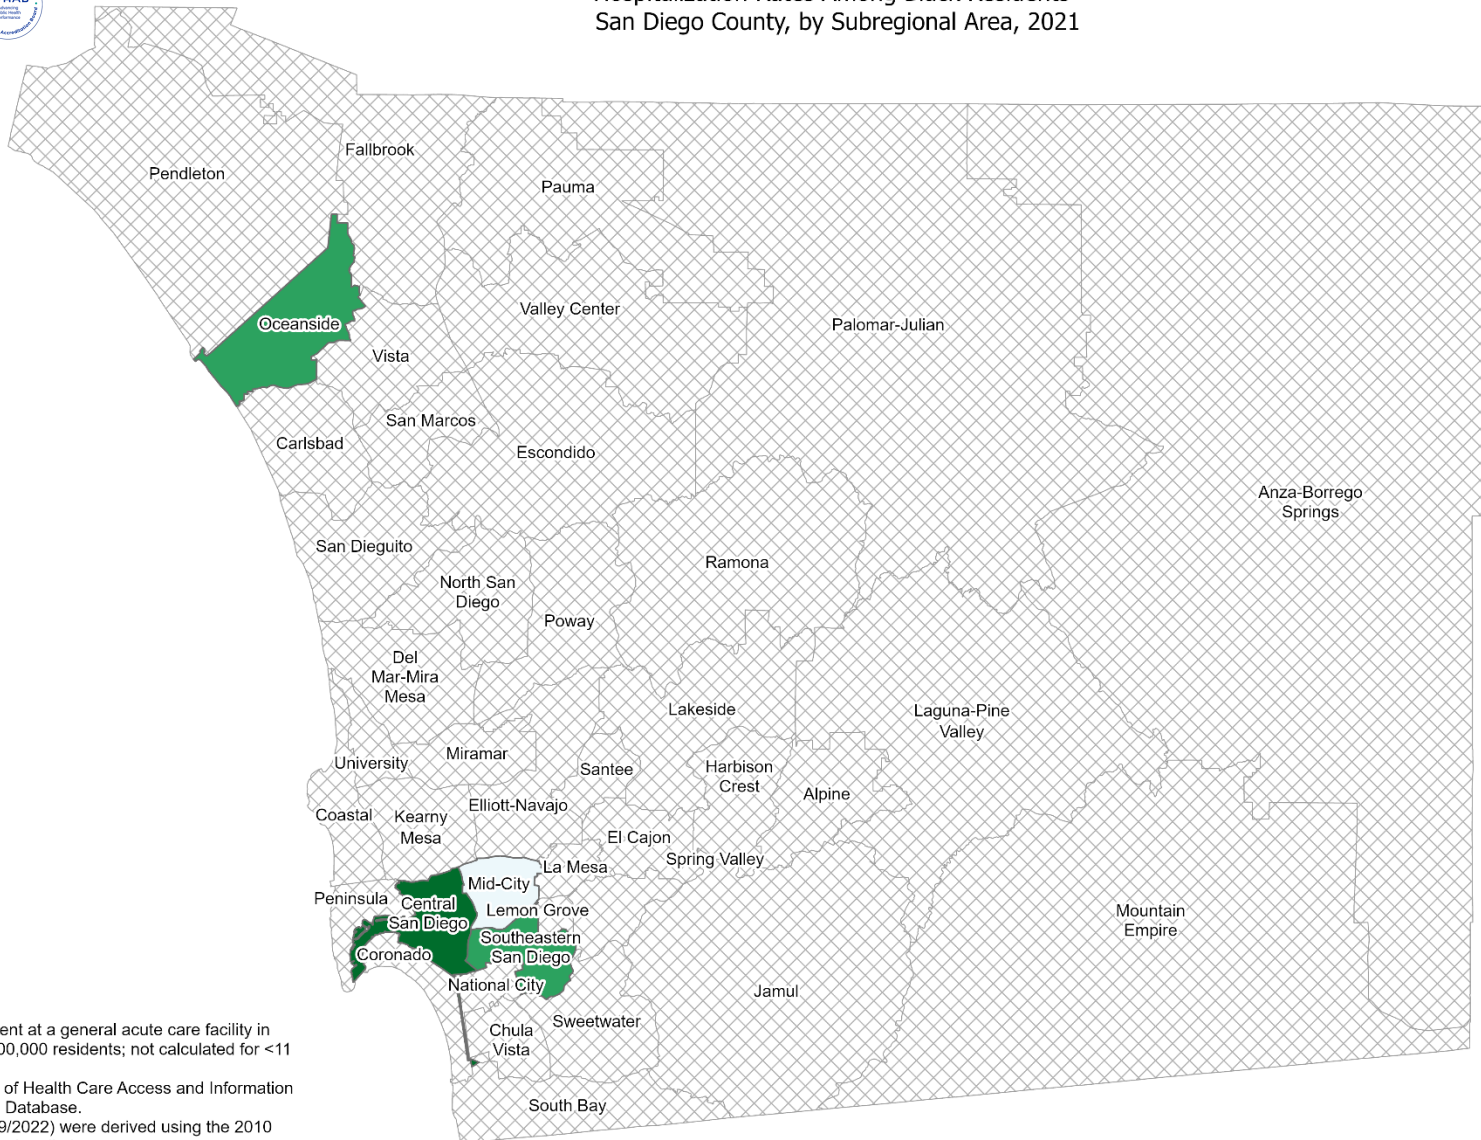 Hospitalization Rates Among Black Residents
San Diego County, by Subregional Area, 2021
Fallbrook
Pendleton
Pauma
Valley Center
Oceanside
Palomar-Julian
Vista
San Marcos
Carlsbad
Escondido
Anza-Borrego
Springs
San Dieguito
Ramona
North San
Diego
Poway
Del
Mar-Mira
Mesa
Lakeside
Laguna-Pine
Valley
Miramar
University
Santee
Harbison
Crest
Alpine
Elliott-Navajo
Coastal
Kearny
Mesa
El Cajon
Spring Valley
La Mesa
Mid-City
Peninsula
Central
San Diego
Lemon Grove
Mountain
Empire
Southeastern
San Diego
Coronado
National City
Jamul
Sweetwater
Chula
Vista
South Bay
ent at a general acute care facility in
00,000 residents; not calculated for <11
of Health Care Access and Information
Database.
9/2022) were derived using the 2010